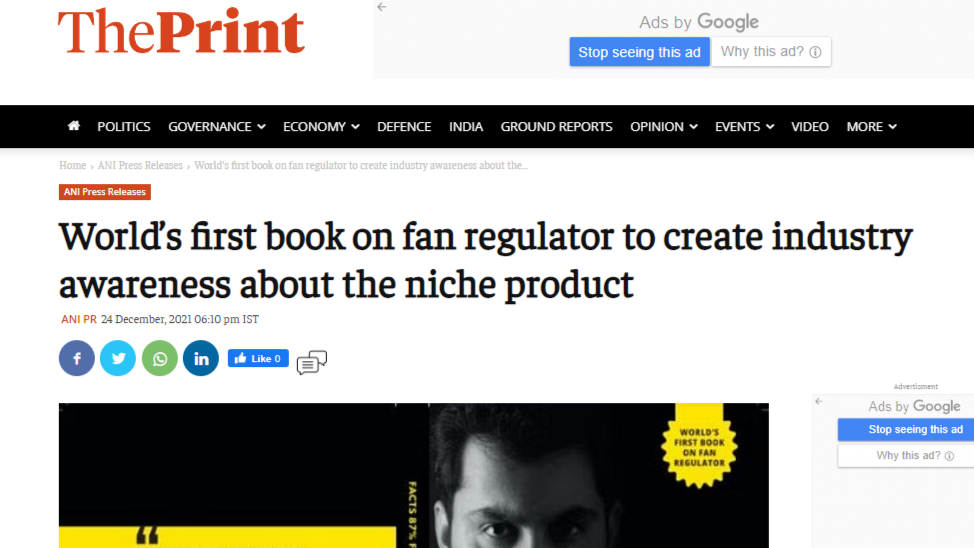 ThePrint
Ads by Google
Stop seeing this ad
Why this ad?
POLITICS GOVERNANCE ECONOMY DEFENCE INDIA GROUND REPORTS OPINION EVENTS VIDEO MORE
Home › ANI Press Releases › World's first book on fan regulator to create industry awareness about the...
ANI Press Releases
World's first book on fan regulator to create industry
awareness about the niche product
ANI PR 24 December, 2021 06:10 pm IST
Like 0
Advertisment
Ads by Google
Stop seeing this ad
Why this ad?
WORLD'S
FIRST BOOK
ON FAN
REGULATOR
FACTS 87%